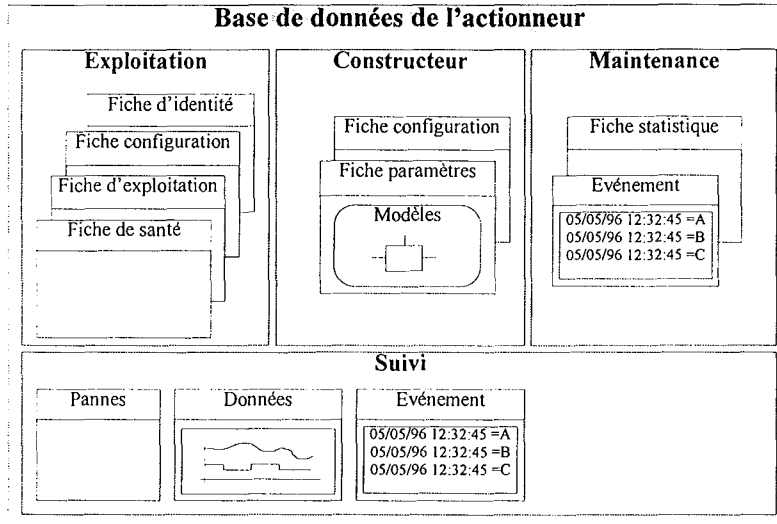 Base de données de l'actionneur
Exploitation
Fiche d'identité
Fiche configuration
Fiche d'exploitation
Fiche de santé
Constructeur
Fiche configuration
Fiche paramètres
Modèles
Maintenance
Fiche statistique
Evénement
05/05/96 12:32:45 =A
05/05/96 12:32:45 =B
05/05/96 12:32:45 =C
Suivi
Pannes
Données
Evénement
05/05/96 12:32:45 =A
05/05/96 12:32:45 =B
05/05/96 12:32:45 =C